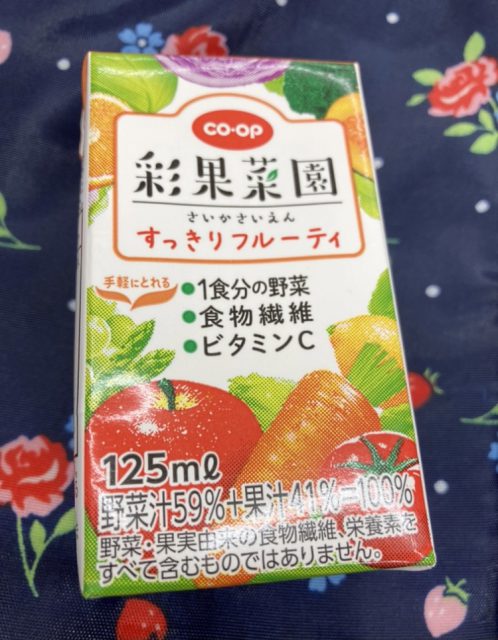 CO·OP
彩果菜園
さいかさいえん
すっきりフルーティ
手軽にとれる
●1食分の野菜
●食物繊維
●ビタミンC
125mℓ
野菜汁59%+果汁41%=100%
野菜・果実由来の食物繊維、栄養素を
すべて含むものではありません。